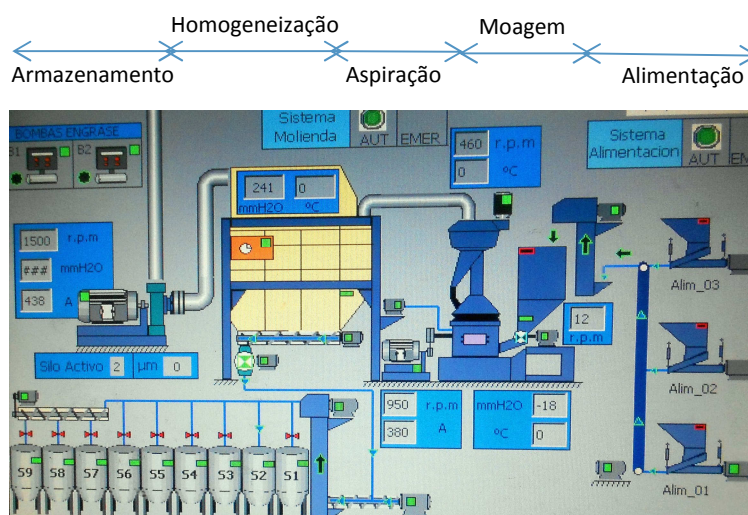 Homogeneização
Moagem
Armazenamento
Aspiração
Alimentação
BOMBAS ENGRASE
B1
B2
Sistema
Molienda
AUT
EMER
460 r.p.m
0 ºC
Sistema
Alimentacion
AUT
241
0
mmH2O
ºC
1500 r.p.m
### mmH2O
438 A
Alim_03
12
r.p.m
Silo Activo 2 µm 0
Alim_02
950 r.p.m
380 A
mmH2O -18
ºC 0
S9
S8
S7
S6
S5
S4
S3
S2
S1
Alim_01